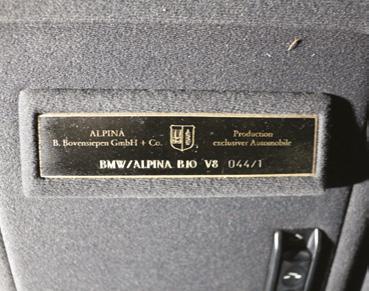 ALPINA
B. Bovensiepen GmbH + Co.
Production
exclusiver Automobile
BMW/ALPINA B10 V8 044/1